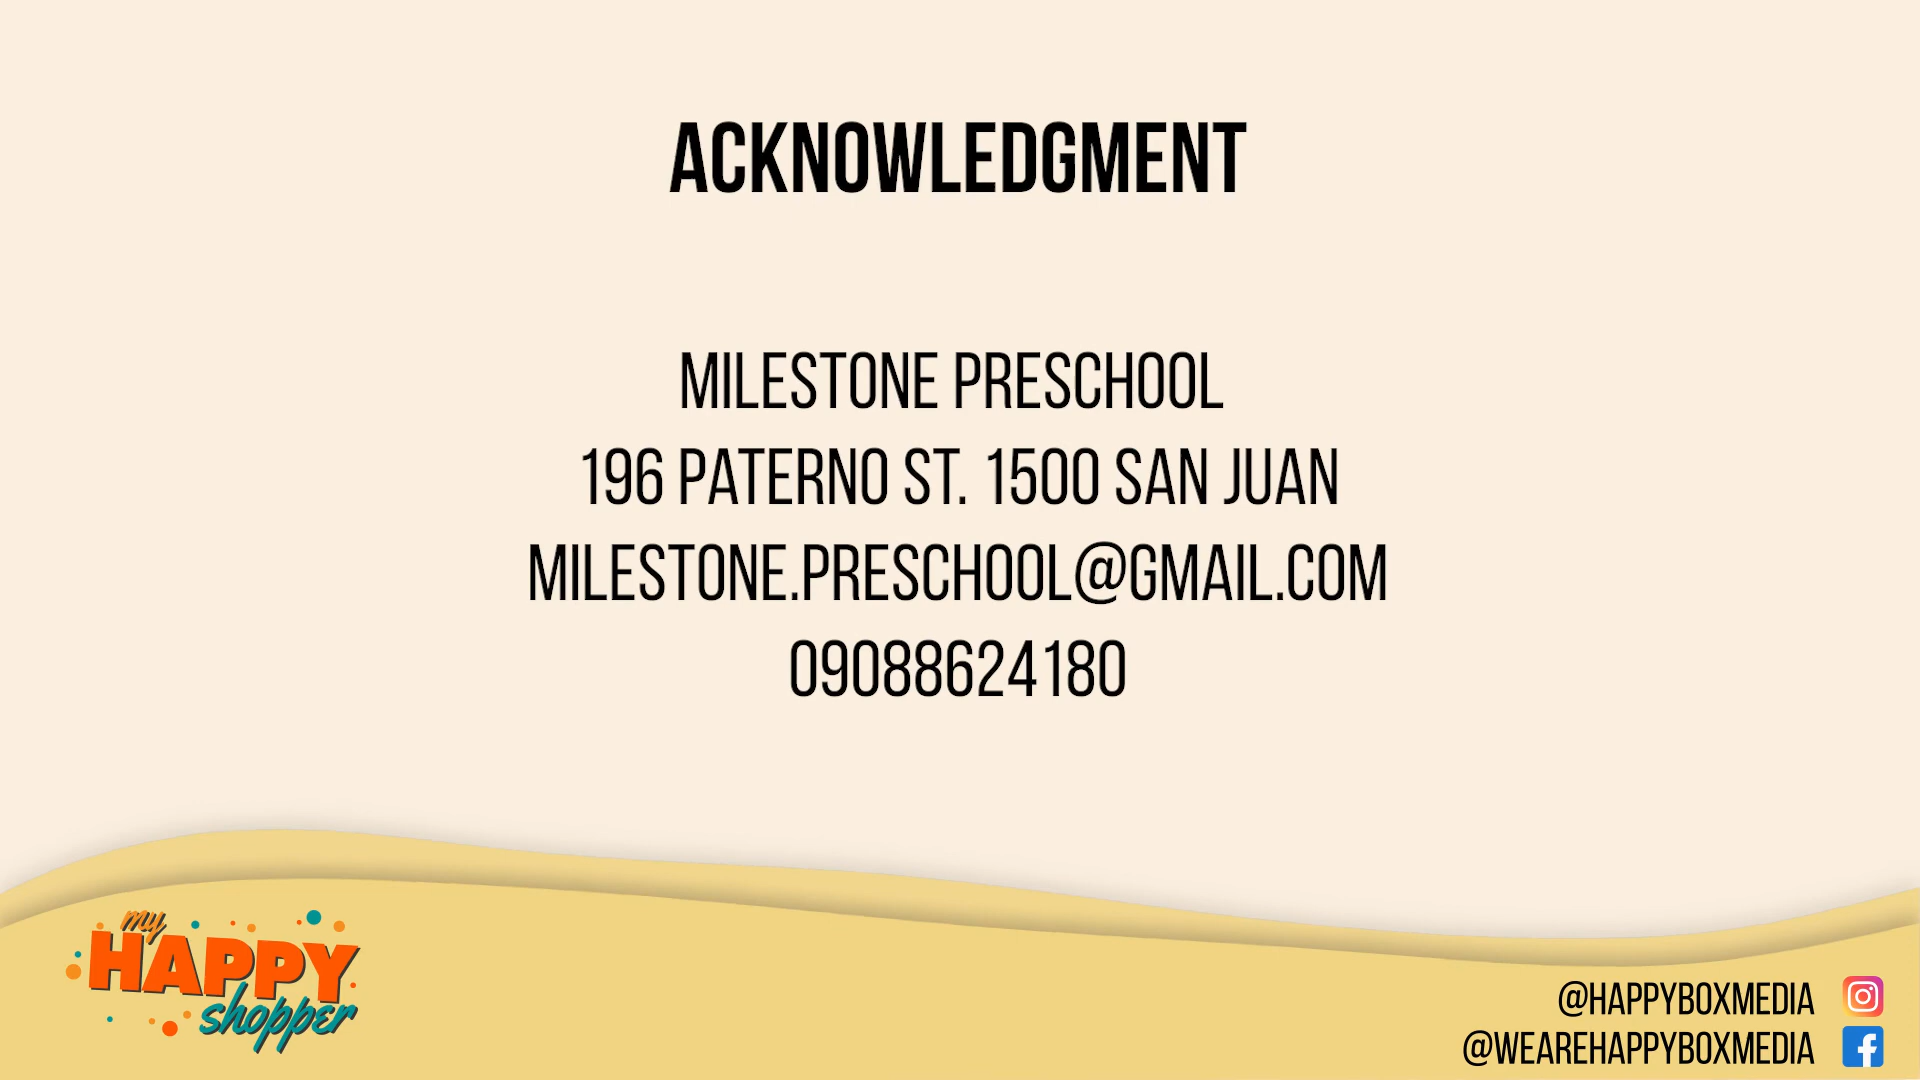 ACKNOWLEDGMENT
MILESTONE PRESCHOOL
196 PATERNO ST. 1500 SAN JUAN
MILESTONE.PRESCHOOL@GMAIL.COM
09088624180
my
HAPPY
shopper
@HAPPYBOXMEDIA
@WEAREHAPPYBOXMEDIA